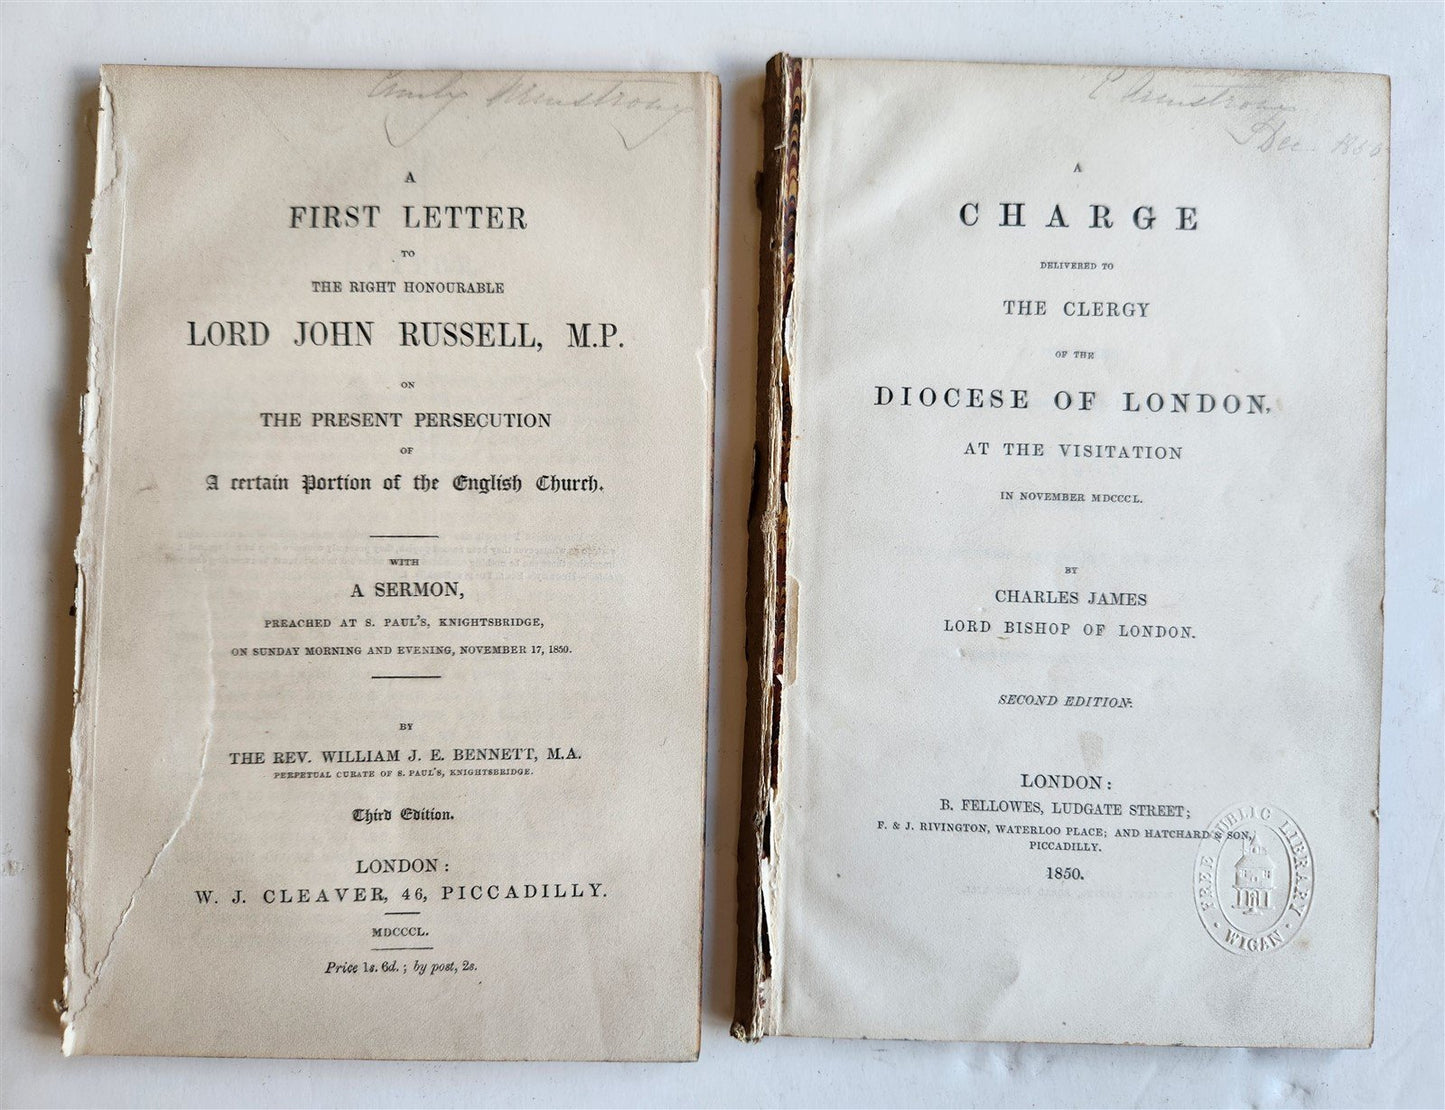 Emily Armstrong
A
FIRST LETTER
TO
THE RIGHT HONOURABLE
LORD JOHN RUSSELL, M.P.
ON
THE PRESENT PERSECUTION
OF
A certain Portion of the English Church.
WITH
A SERMON,
PREACHED AT S. PAUL'S, KNIGHTSBRIDGE,
ON SUNDAY MORNING AND EVENING, NOVEMBER 17, 1850.
BY
THE REV. WILLIAM J. E. BENNETT, M.A.
PERPETUAL CURATE OF S. PAUL'S, KNIGHTSBRIDGE.
Third Edition.
LONDON:
W. J. CLEAVER, 46, PICCADILLY.
MDCCCL.
Price 1s. 6d.; by post, 2s.
E Armstrong
Dec 1850
A
CHARGE
DELIVERED TO
THE CLERGY
OF THE
DIOCESE OF LONDON,
AT THE VISITATION
IN NOVEMBER MDCCCL.
BY
CHARLES JAMES
LORD BISHOP OF LONDON.
SECOND EDITION.
LONDON:
B. FELLOWES, LUDGATE STREET;
F. & J. RIVINGTON, WATERLOO PLACE; AND HATCHARD & SON,
PICCADILLY.
1850.
FREE PUBLIC LIBRARY
WIGAN